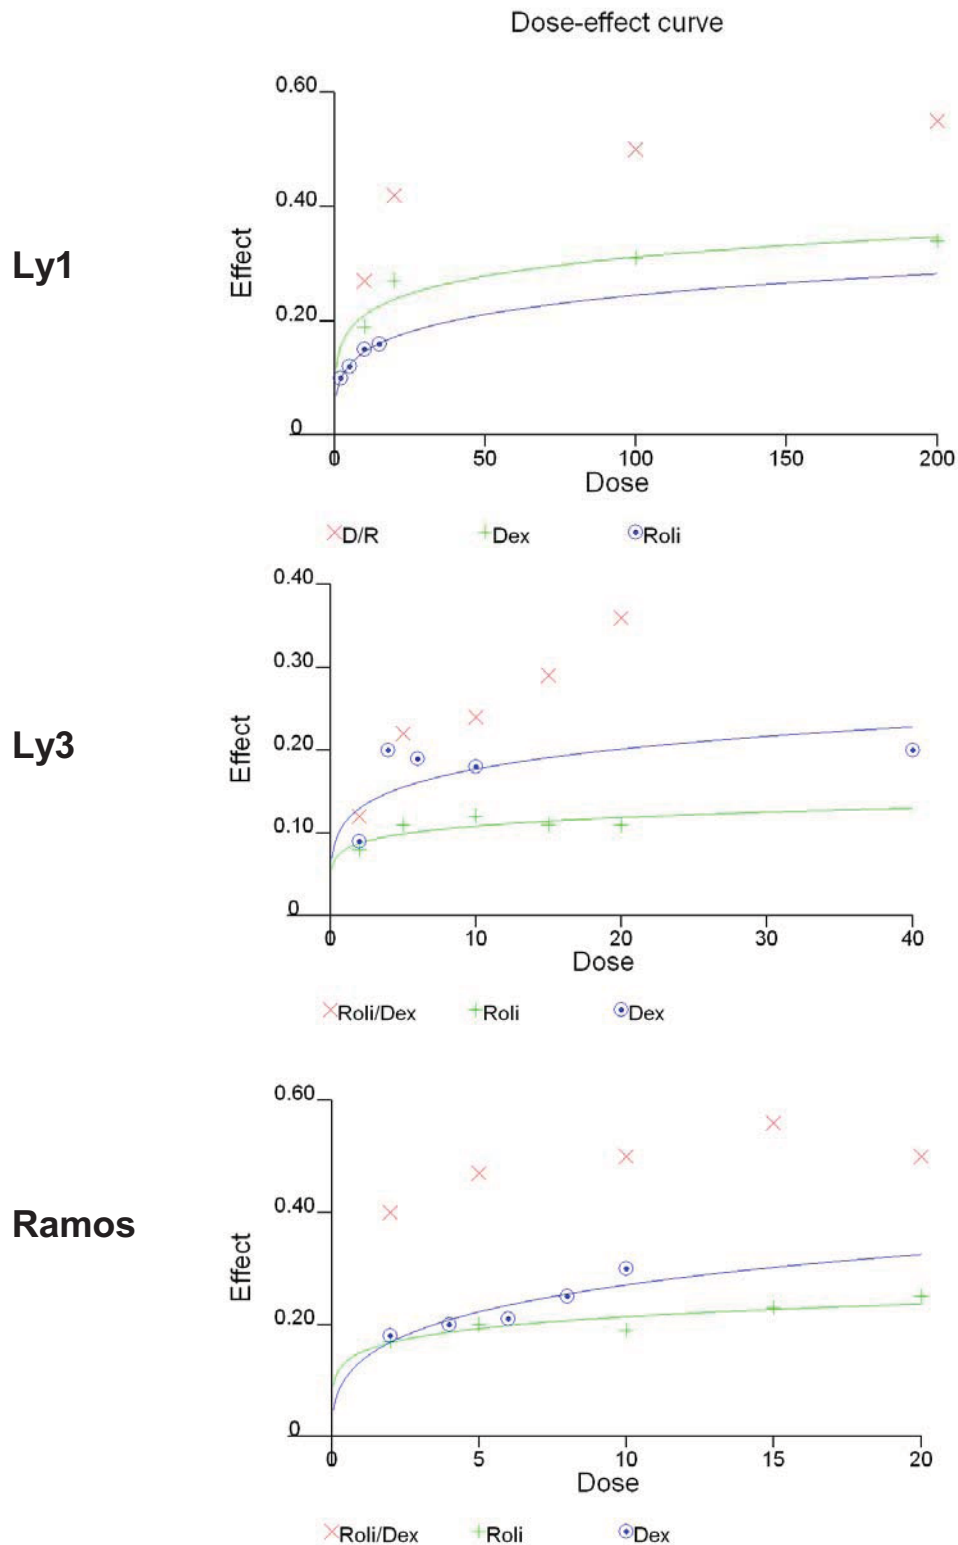 Dose-effect curve
Ly1
Effect
0.60
0.40
0.20
0
0 50 100 150 200
Dose
D/R Dex Roli
Ly3
Effect
0.40
0.30
0.20
0.10
0
0 10 20 30 40
Dose
Roli/Dex Roli Dex
Ramos
Effect
0.60
0.40
0.20
0
0 5 10 15 20
Dose
Roli/Dex Roli Dex